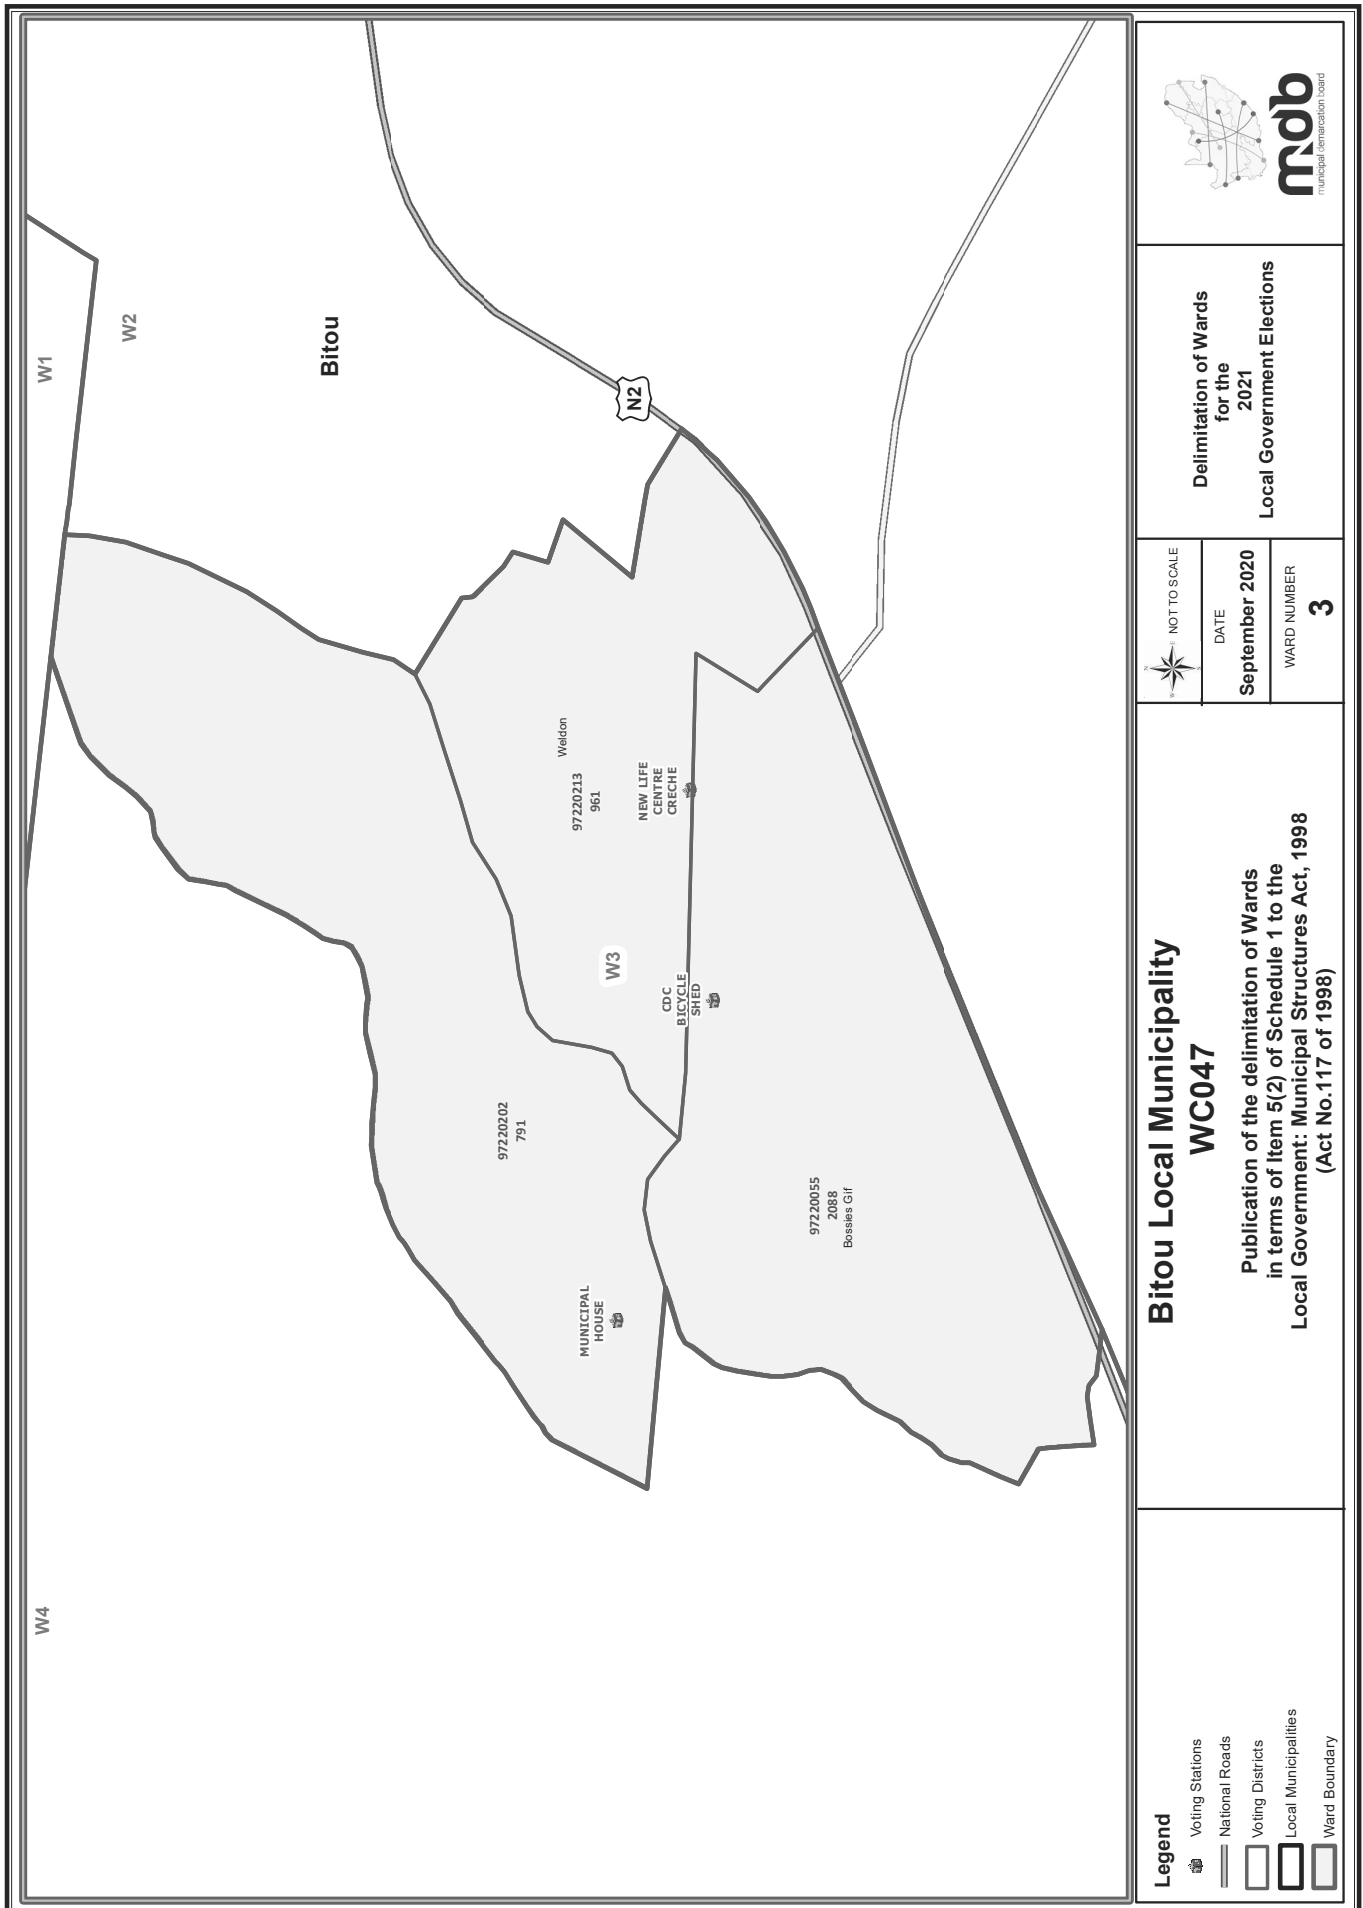 W4
W1
W2
Bitou
N2
Weldon
97220213
961
NEW LIFE
CENTRE
CRECHE
W3
CDC
BICYCLE
SHED
97220202
791
MUNICIPAL
HOUSE
97220055
2088
Bossies Gif
Legend
Voting Stations
National Roads
Voting Districts
Local Municipalities
Ward Boundary
Bitou Local Municipality
WC047
Publication of the delimitation of Wards
in terms of Item 5(2) of Schedule 1 to the
Local Government: Municipal Structures Act, 1998
(Act No.117 of 1998)
N
W
E
S
NOT TO SCALE
DATE
September 2020
WARD NUMBER
3
Delimitation of Wards
for the
2021
Local Government Elections
mdb
municipal demarcation board